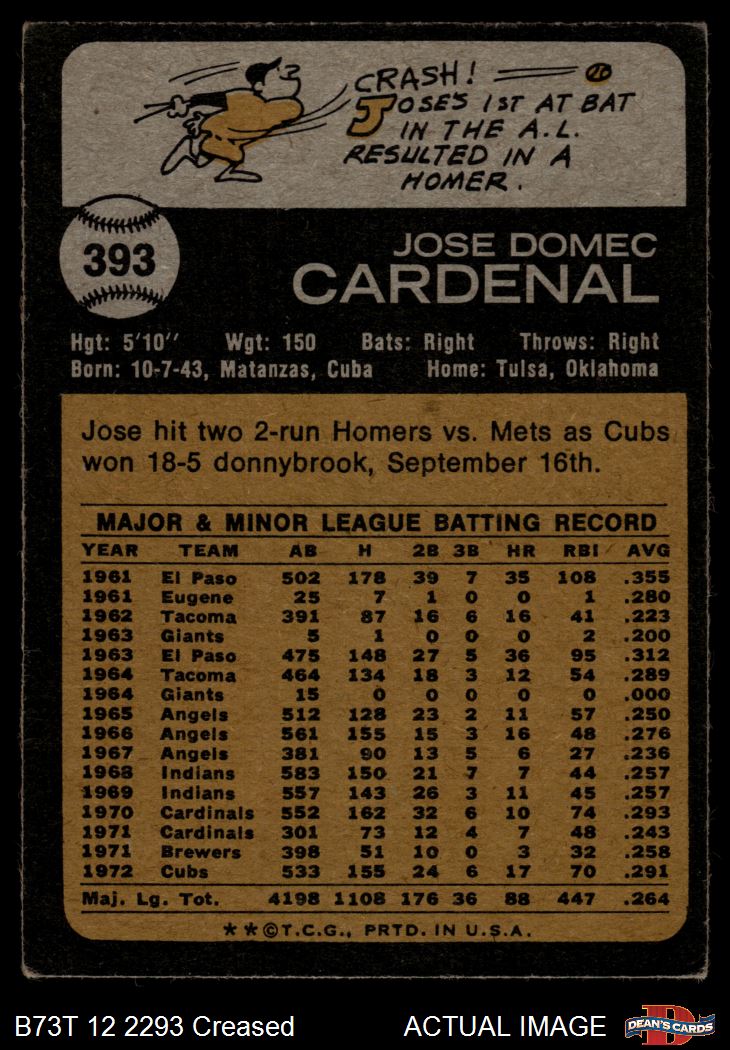 CRASH!
JOSE'S 1ST AT BAT
IN THE A.L.
RESULTED IN A
HOMER.
393
JOSE DOMEC
CARDENAL
Hgt: 5'10'' Wgt: 150 Bats: Right Throws: Right
Born: 10-7-43, Matanzas, Cuba Home: Tulsa, Oklahoma
Jose hit two 2-run Homers vs. Mets as Cubs
won 18-5 donnybrook, September 16th.
MAJOR & MINOR LEAGUE BATTING RECORD
YEAR TEAM AB H 2B 3B HR RBI AVG
1961 El Paso 502 178 39 7 35 108 .355
1961 Eugene 25 7 1 0 0 1 .280
1962 Tacoma 391 87 16 6 16 41 .223
1963 Giants 5 1 0 0 0 2 .200
1963 El Paso 475 148 27 5 36 95 .312
1964 Tacoma 464 134 18 3 12 54 .289
1964 Giants 15 0 0 0 0 0 .000
1965 Angels 512 128 23 2 11 57 .250
1966 Angels 561 155 15 3 16 48 .276
1967 Angels 381 90 13 5 6 27 .236
1968 Indians 583 150 21 7 7 44 .257
1969 Indians 557 143 26 3 11 45 .257
1970 Cardinals 552 162 32 6 10 74 .293
1971 Cardinals 301 73 12 4 7 48 .243
1971 Brewers 398 51 10 0 3 32 .258
1972 Cubs 533 155 24 6 17 70 .291
Maj. Lg. Tot. 4198 1108 176 36 88 447 .264
★★©T.C.G., PRTD. IN U.S.A.
B73T 12 2293 Creased ACTUAL IMAGE D DEAN'S CARDS